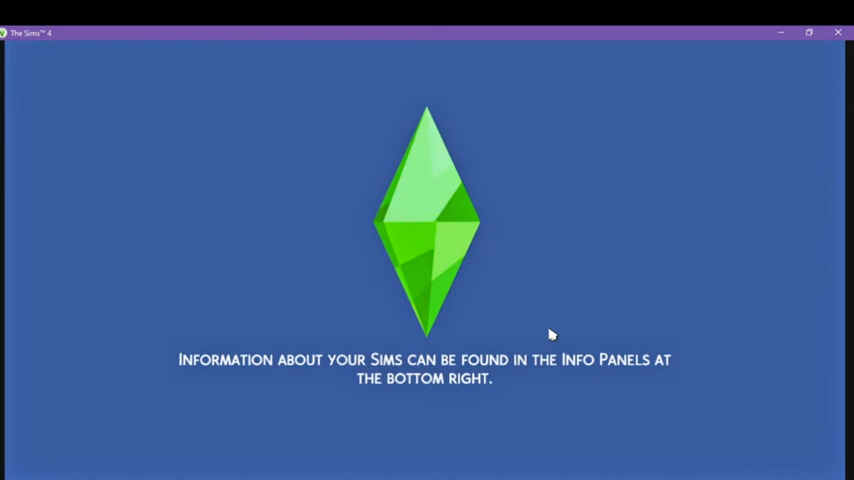 The Sims™ 4
Information about your Sims can be found in the Info Panels at
the bottom right.